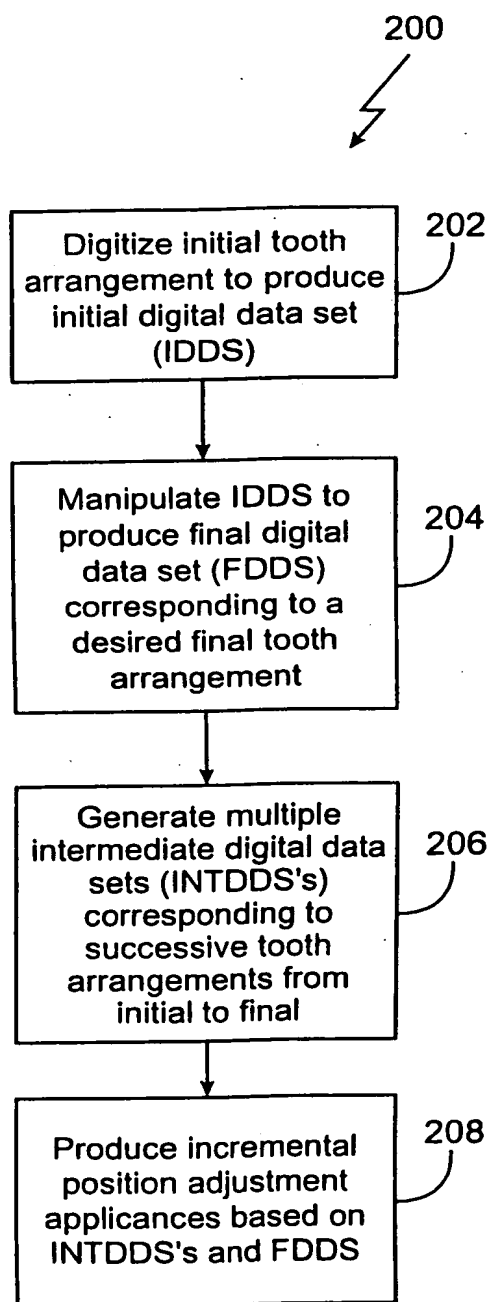 200
Digitize initial tooth
arrangement to produce
initial digital data set
(IDDS)
202
Manipulate IDDS to
produce final digital
data set (FDDS)
corresponding to a
desired final tooth
arrangement
204
Generate multiple
intermediate digital data
sets (INTDDS's)
corresponding to
successive tooth
arrangements from
initial to final
206
Produce incremental
position adjustment
applicances based on
INTDDS's and FDDS
208